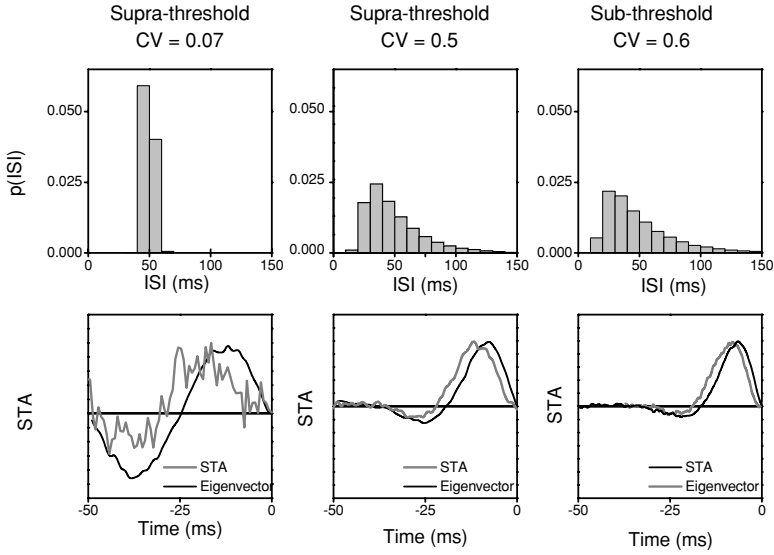 Supra-threshold
CV = 0.07
Supra-threshold
CV = 0.5
Sub-threshold
CV = 0.6
p(ISI)
0.050
0.025
0.000
0 50 100 150
ISI (ms)
0.050
0.025
0.000
0 50 100 150
ISI (ms)
0.050
0.025
0.000
0 50 100 150
ISI (ms)
STA
STA
Eigenvector
-50 -25 0
Time (ms)
STA
STA
Eigenvector
-50 -25 0
Time (ms)
STA
STA
Eigenvector
-50 -25 0
Time (ms)